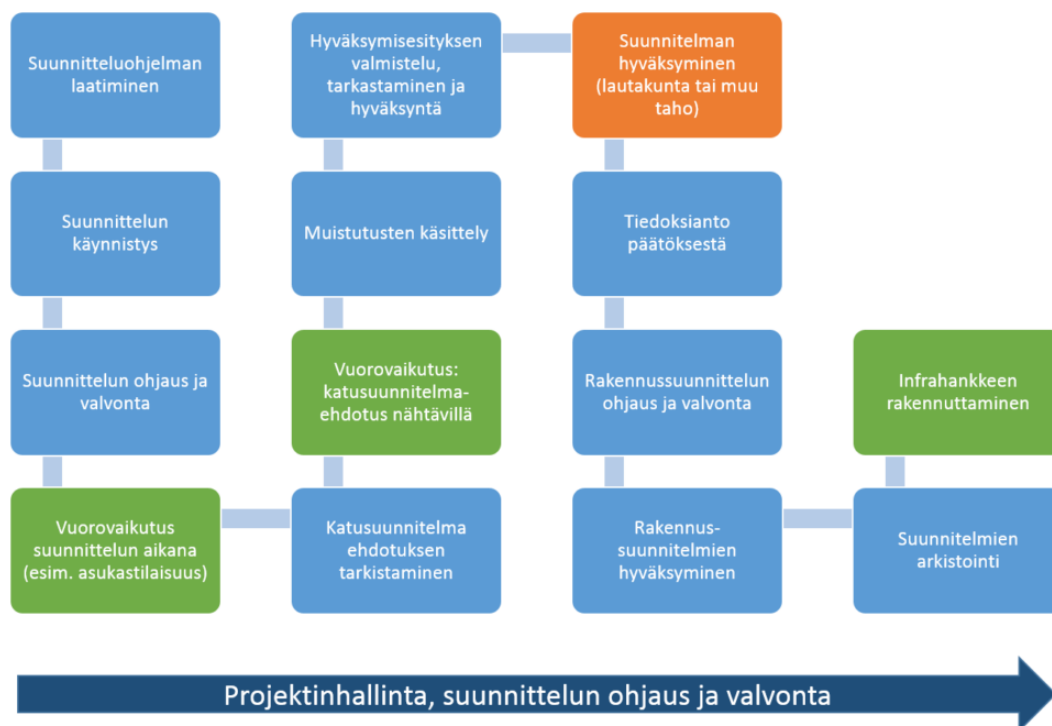 Suunnitteluohjelman
laatiminen
Suunnittelun
käynnistys
Suunnittelun ohjaus ja
valvonta
Vuorovaikutus
suunnittelun aikana
(esim. asukastilaisuus)
Katusuunnitelma
ehdotuksen
tarkistaminen
Vuorovaikutus:
katusuunnitelma-
ehdotus nähtävillä
Muistutusten käsittely
Hyväksymisesityksen
valmistelu,
tarkastaminen ja
hyväksyntä
Suunnitelman
hyväksyminen
(lautakunta tai muu
taho)
Tiedoksianto
päätöksestä
Rakennussuunnittelun
ohjaus ja valvonta
Rakennus-
suunnitelmien
hyväksyminen
Suunnitelmien
arkistointi
Infrahankkeen
rakennuttaminen
Projektinhallinta, suunnittelun ohjaus ja valvonta